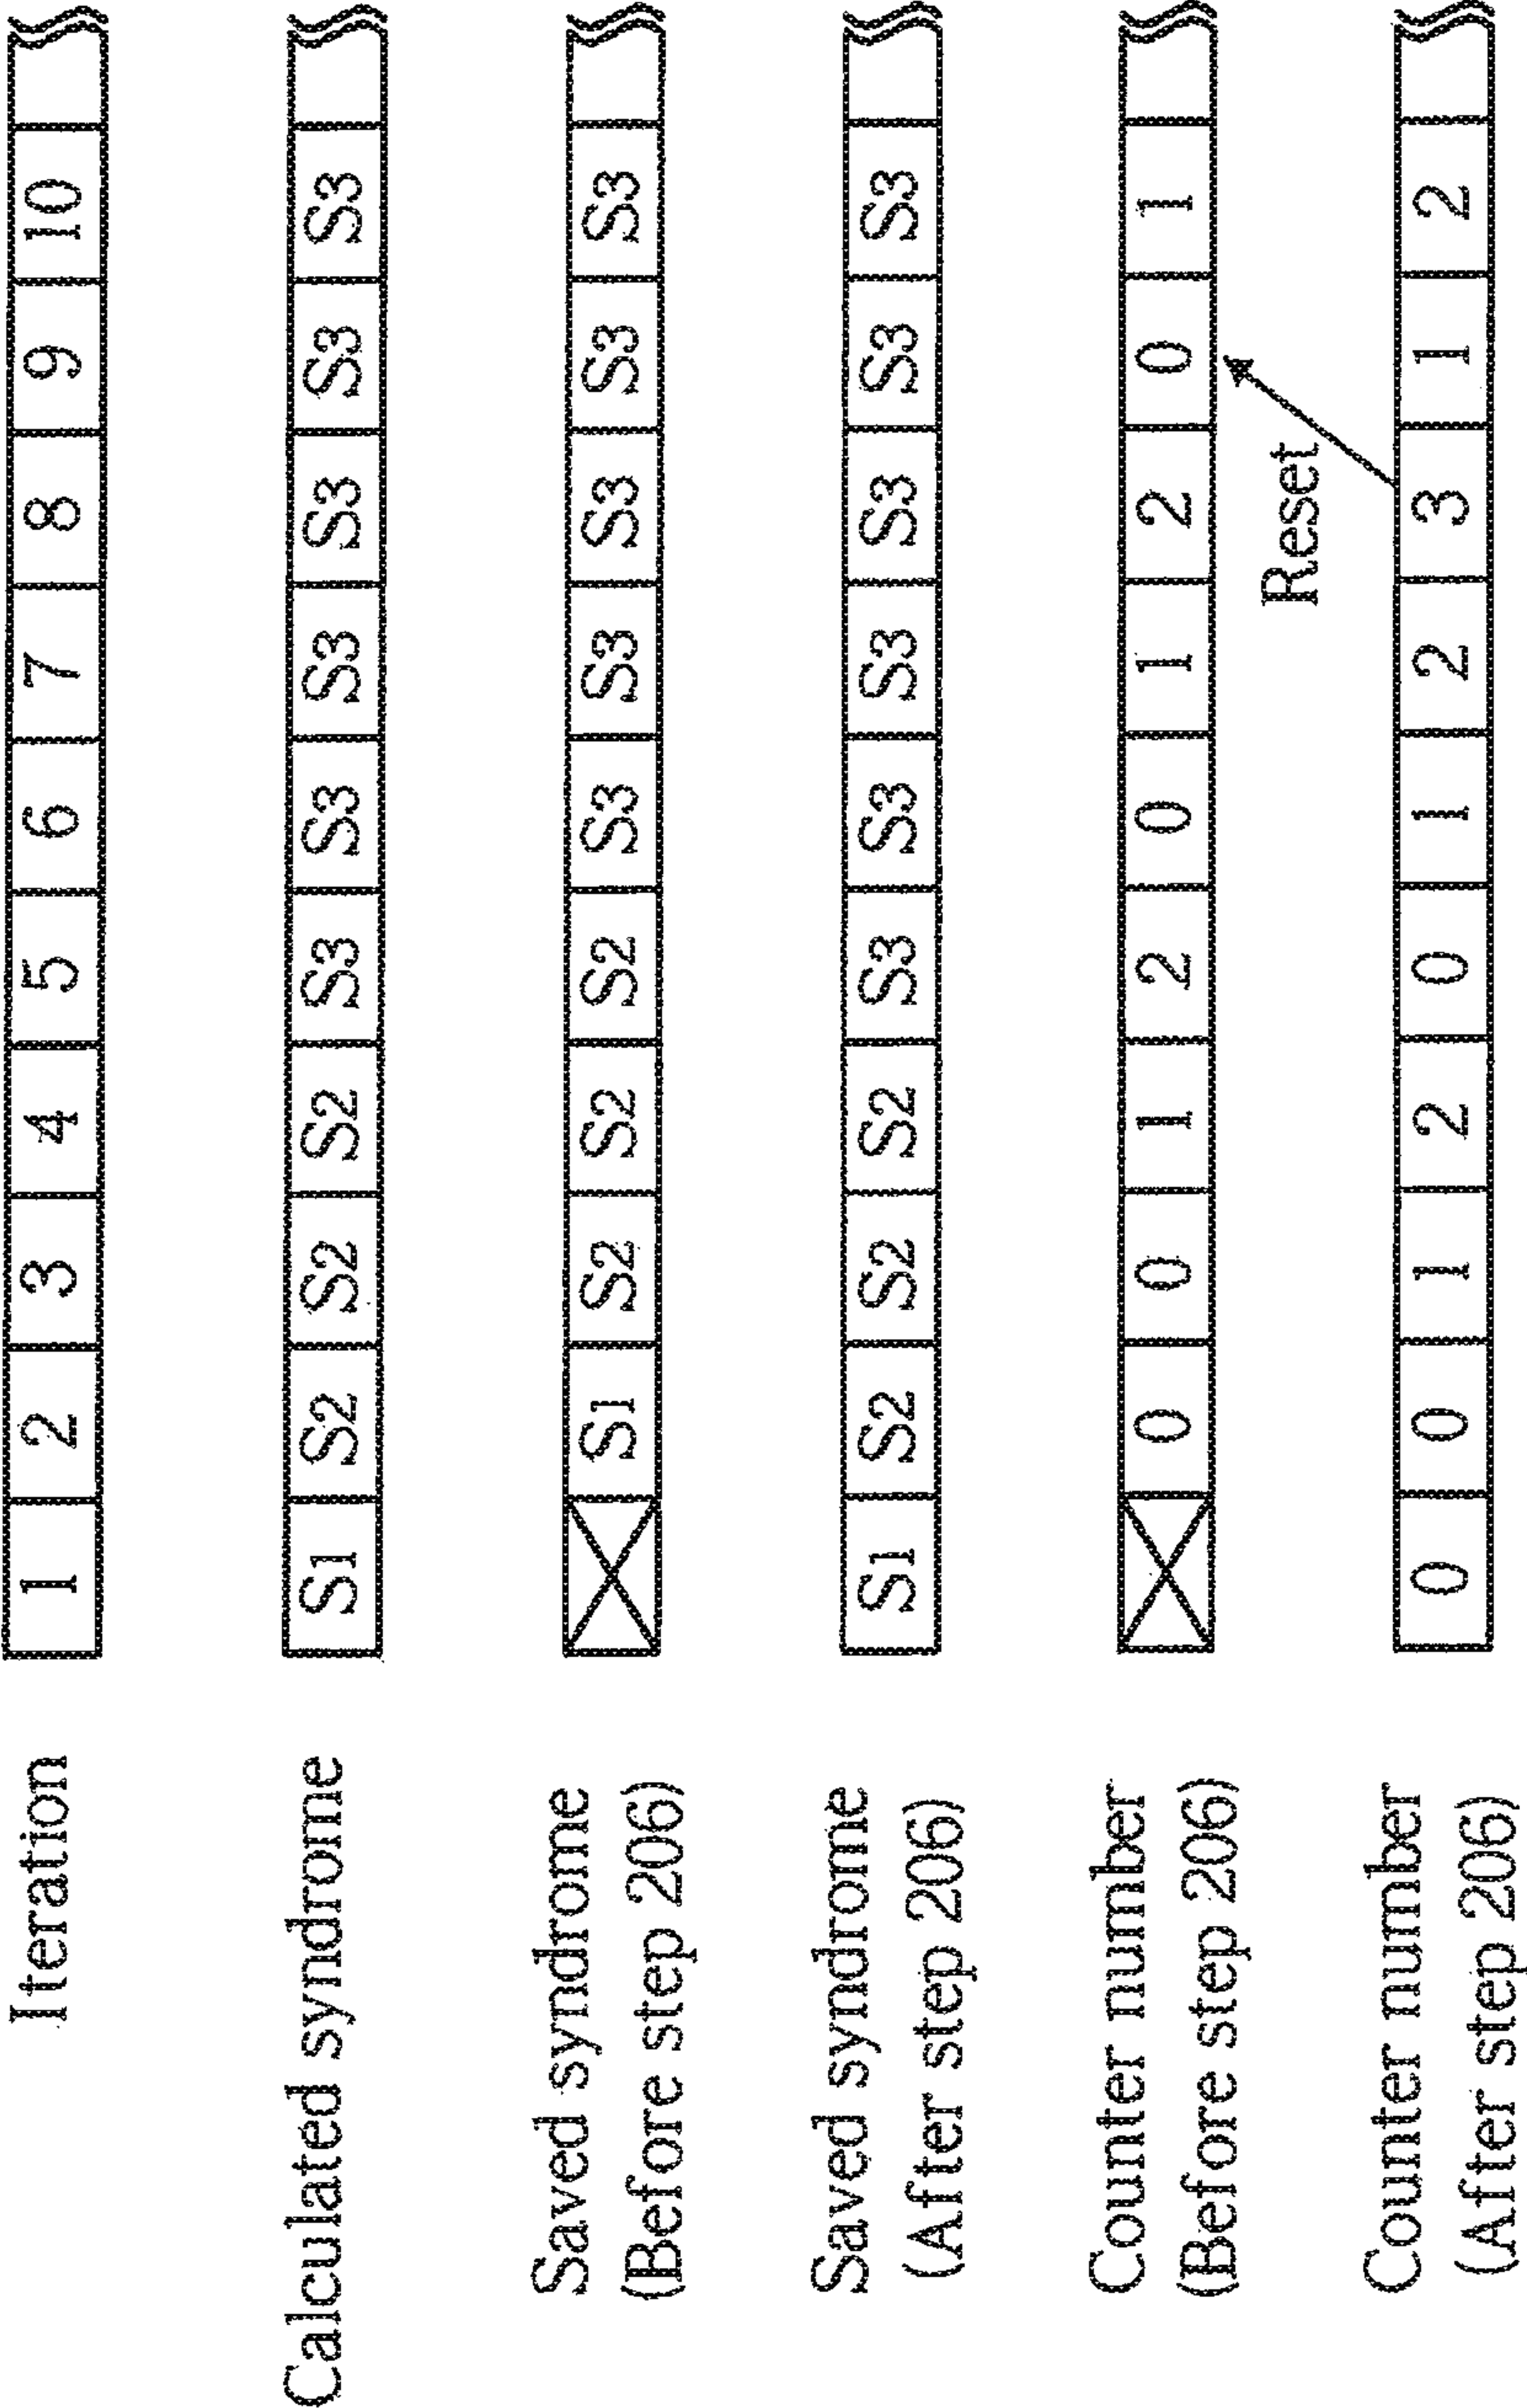 Iteration 1 2 3 4 5 6 7 8 9 10
Calculated syndrome S1 S2 S2 S2 S3 S3 S3 S3 S3 S3
Saved syndrome
(Before step 206) S1 S2 S2 S2 S3 S3 S3 S3 S3
Saved syndrome
(After step 206) S1 S2 S2 S2 S3 S3 S3 S3 S3 S3
Counter number
(Before step 206) 0 0 1 2 0 1 2 0 1
Reset
Counter number
(After step 206) 0 0 1 2 0 1 2 3 1 2